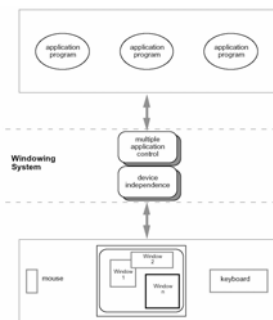 application
program
application
program
application
program
Windowing
System
multiple
application
control
device
independence
mouse
Window
1
Window
2
Window
n
keyboard